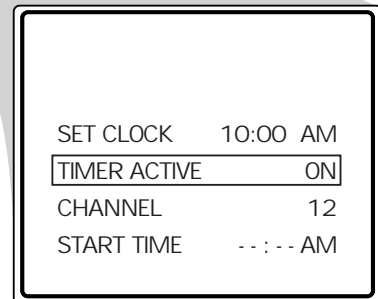 SET CLOCK 10:00 AM
TIMER ACTIVE ON
CHANNEL 12
START TIME - - : - - AM